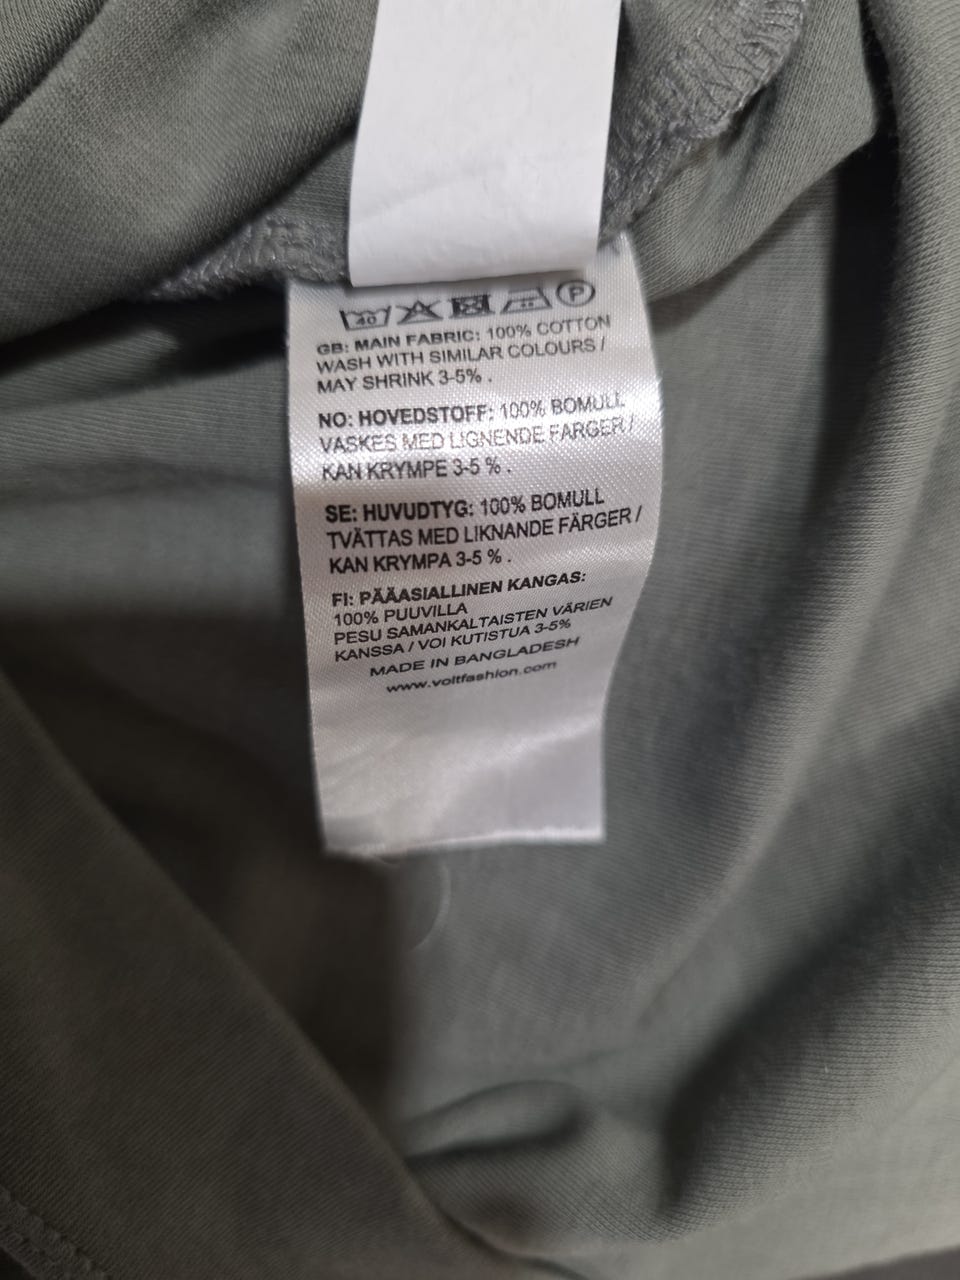 40 P
GB: MAIN FABRIC: 100% COTTON
WASH WITH SIMILAR COLOURS /
MAY SHRINK 3-5% .
NO: HOVEDSTOFF: 100% BOMULL
VASKES MED LIGNENDE FARGER /
KAN KRYMPE 3-5 % .
SE: HUVUDTYG: 100% BOMULL
TVÄTTAS MED LIKNANDE FÄRGER /
KAN KRYMPA 3-5 % .
FI: PÄÄASIALLINEN KANGAS:
100% PUUVILLA
PESU SAMANKALTAISTEN VÄRIEN
KANSSA / VOI KUTISTUA 3-5%
MADE IN BANGLADESH
www.voltfashion.com